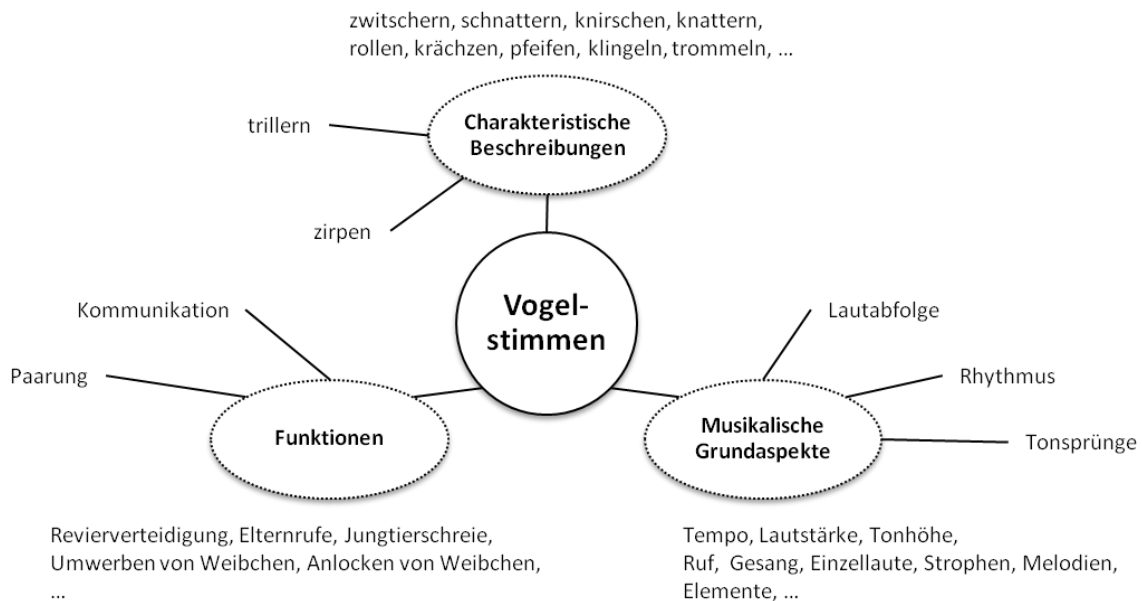 zwitschern, schnattern, knirschen, knattern,
rollen, krächzen, pfeifen, klingeln, trommeln, ...
trillern
Charakteristische
Beschreibungen
zirpen
Vogel-
stimmen
Kommunikation
Paarung
Funktionen
Lautabfolge
Rhythmus
Musikalische
Grundaspekte
Tonsprünge
Revierverteidigung, Elternrufe, Jungtierschreie,
Umwerben von Weibchen, Anlocken von Weibchen,
...
Tempo, Lautstärke, Tonhöhe,
Ruf, Gesang, Einzellaute, Strophen, Melodien,
Elemente, ...